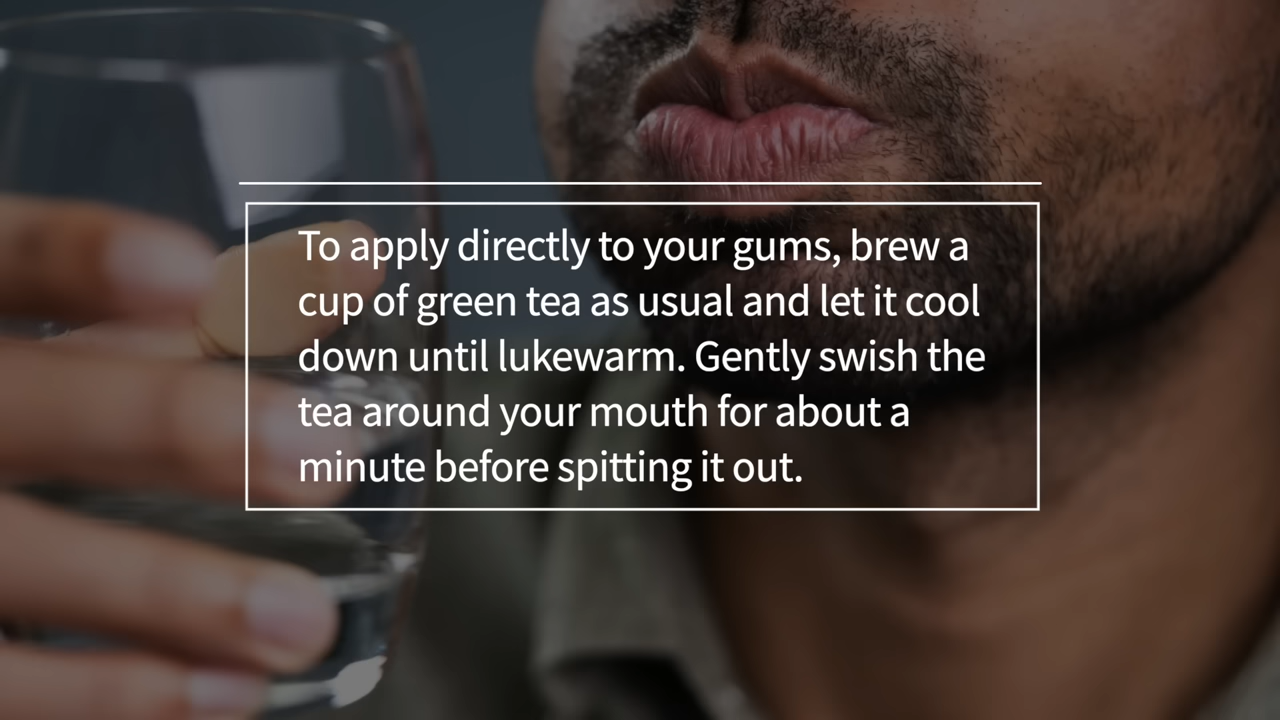 To apply directly to your gums, brew a
cup of green tea as usual and let it cool
down until lukewarm. Gently swish the
tea around your mouth for about a
minute before spitting it out.